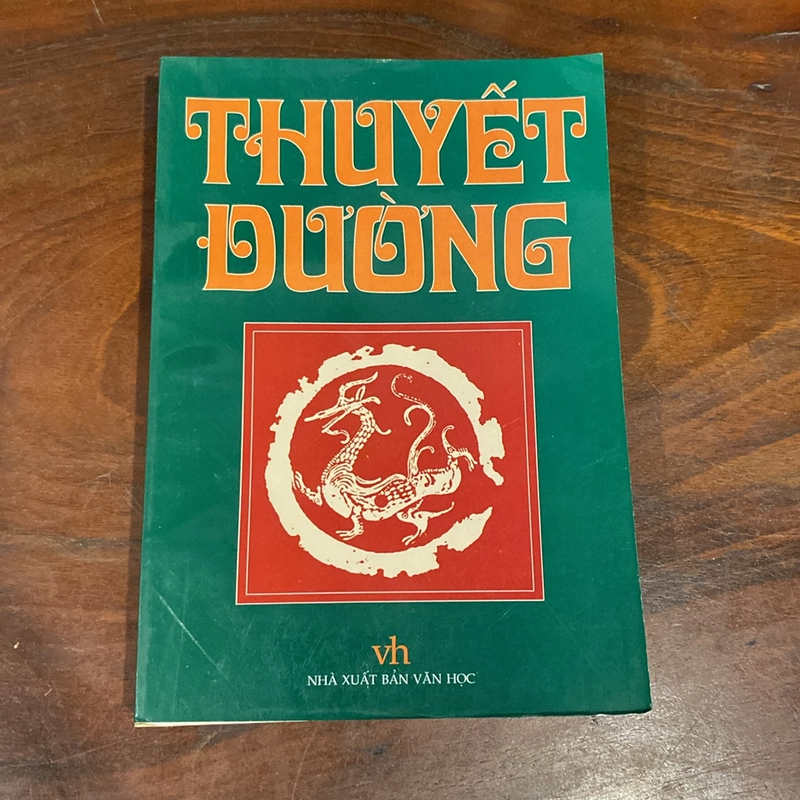 THUYẾT
ĐƯỜNG
vh
NHÀ XUẤT BẢN VĂN HỌC